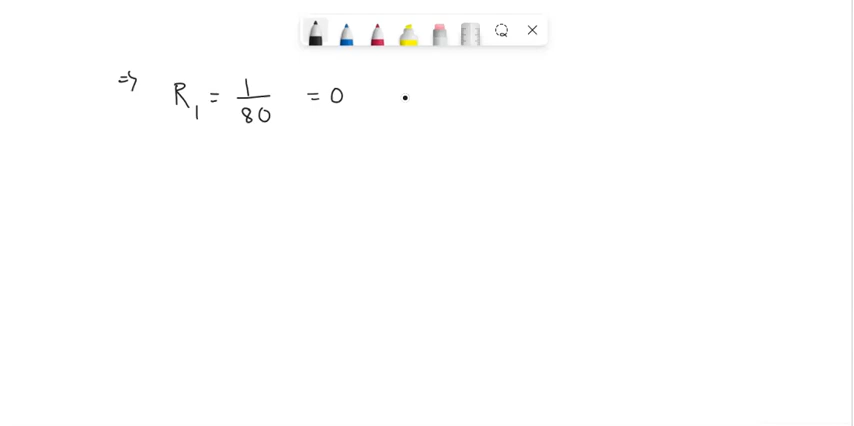 ⇒ R₁ = 1/80 = 0